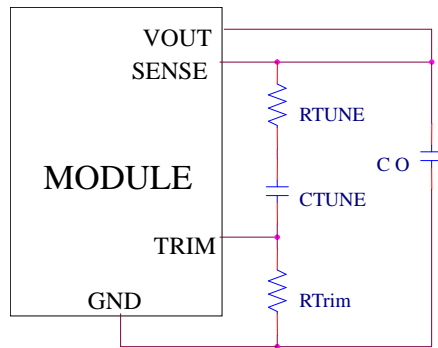 VOUT
SENSE
RTUNE
MODULE
CTUNE
C O
TRIM
RTrim
GND